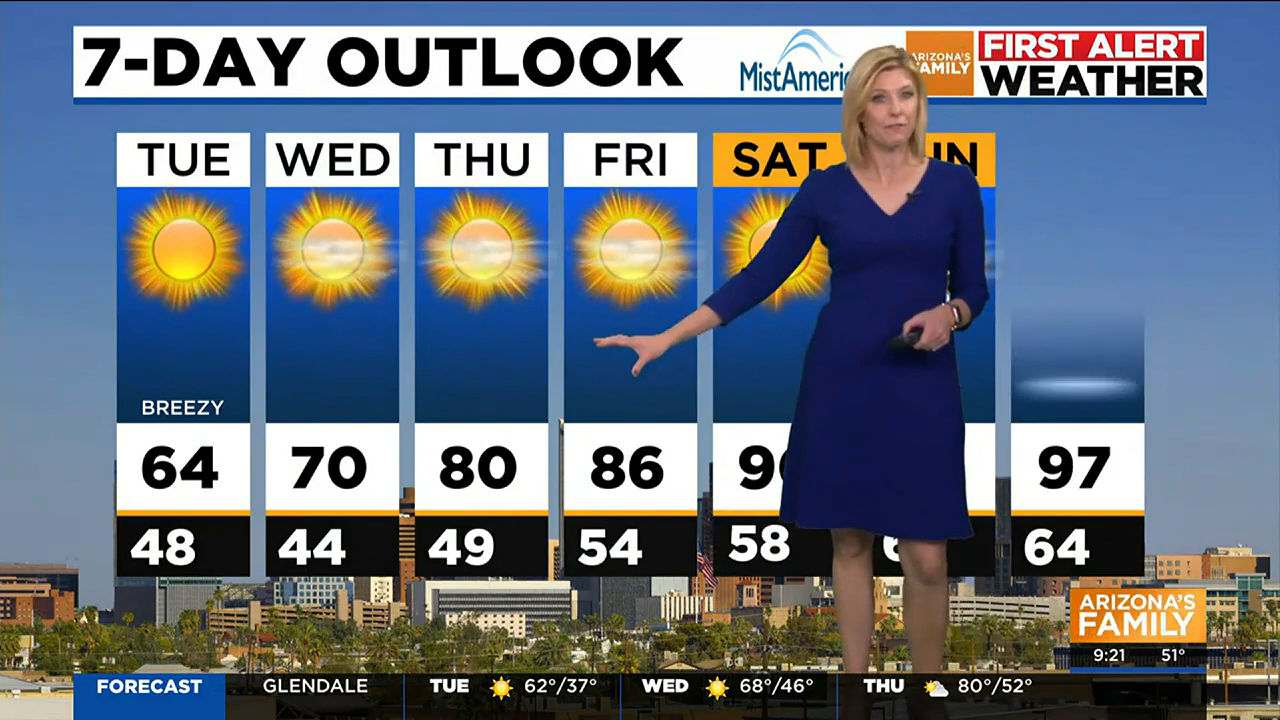 7-DAY OUTLOOK
MistAmeri
ARIZONA'S
FAMILY
FIRST ALERT
WEATHER
TUE WED THU FRI SAT
BREEZY
64 70 80 86 97
48 44 49 54 58 64
ARIZONA'S
FAMILY
9:21 51°
FORECAST GLENDALE TUE 62°/37° WED 68°/46° THU 80°/52°